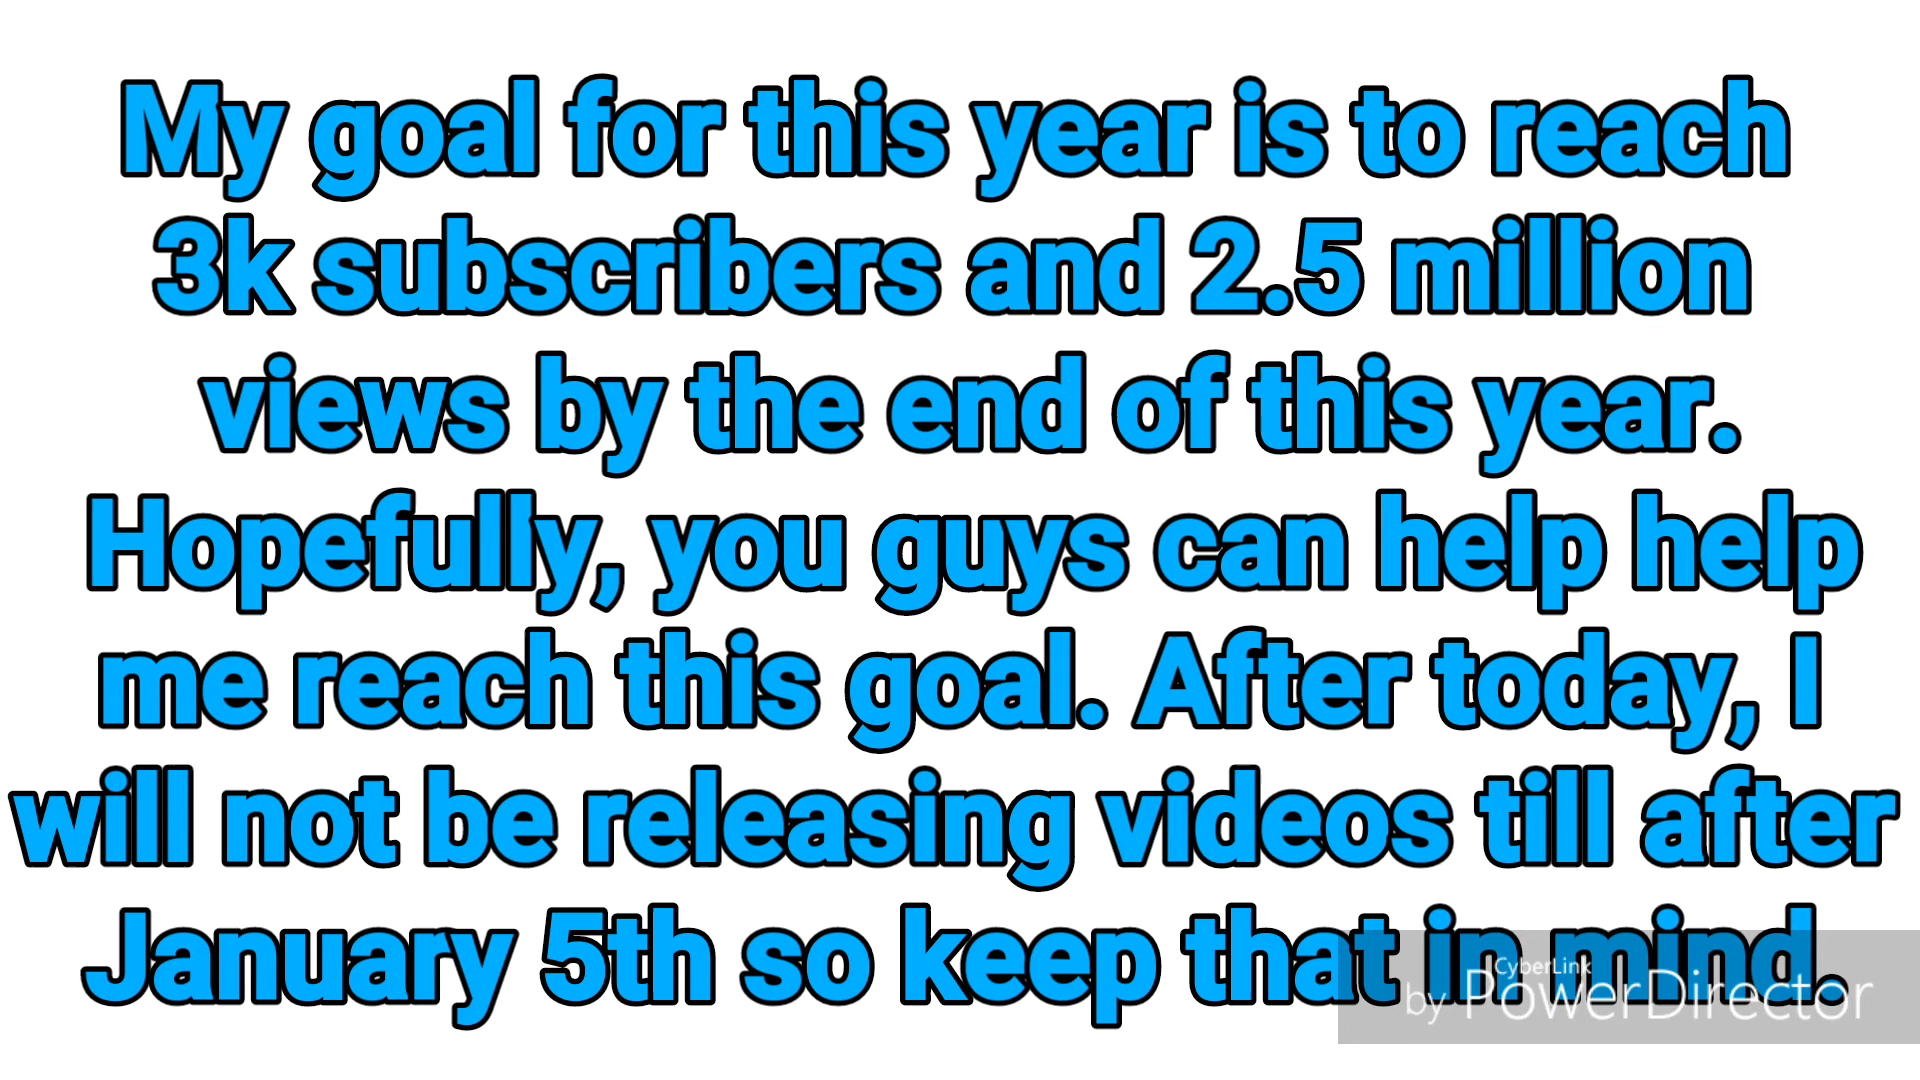 My goal for this year is to reach
3k subscribers and 2.5 million
views by the end of this year.
Hopefully, you guys can help help
me reach this goal. After today, I
will not be releasing videos till after
January 5th so keep that in mind.
CyberLink
by PowerDirector